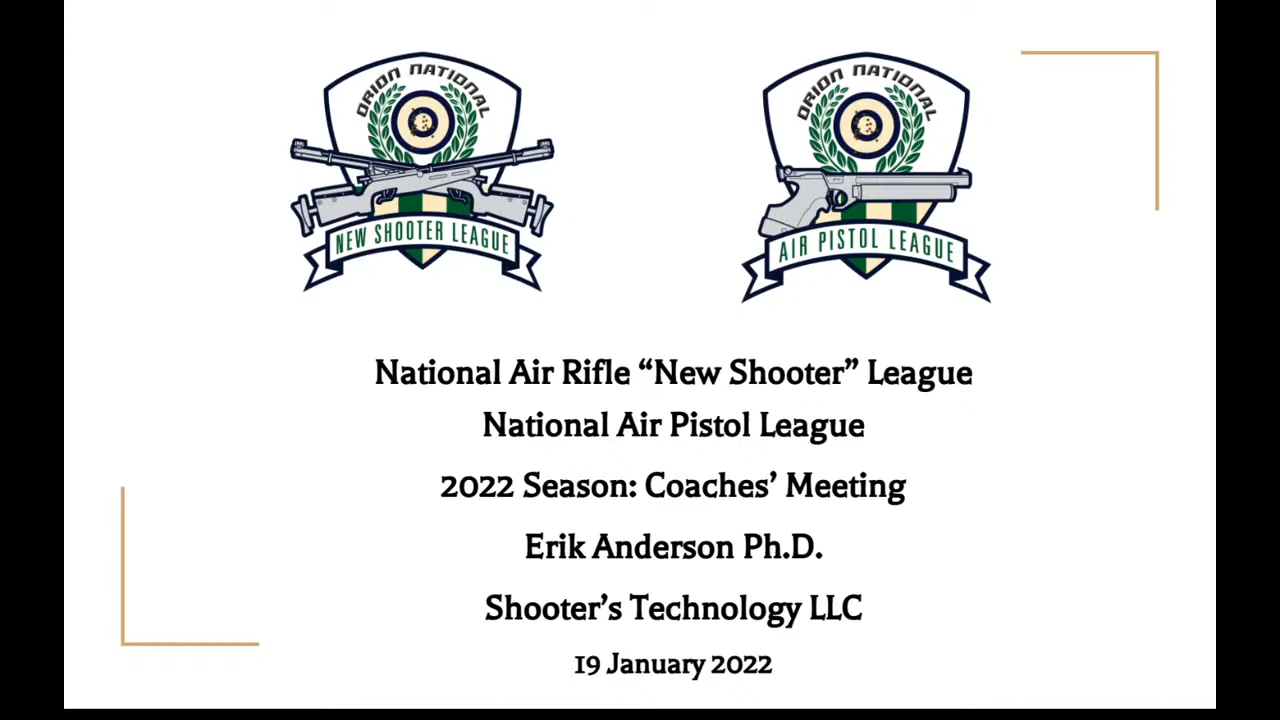 ORION NATIONAL
NEW SHOOTER LEAGUE
ORION NATIONAL
AIR PISTOL LEAGUE
National Air Rifle “New Shooter” League
National Air Pistol League
2022 Season: Coaches’ Meeting
Erik Anderson Ph.D.
Shooter’s Technology LLC
19 January 2022